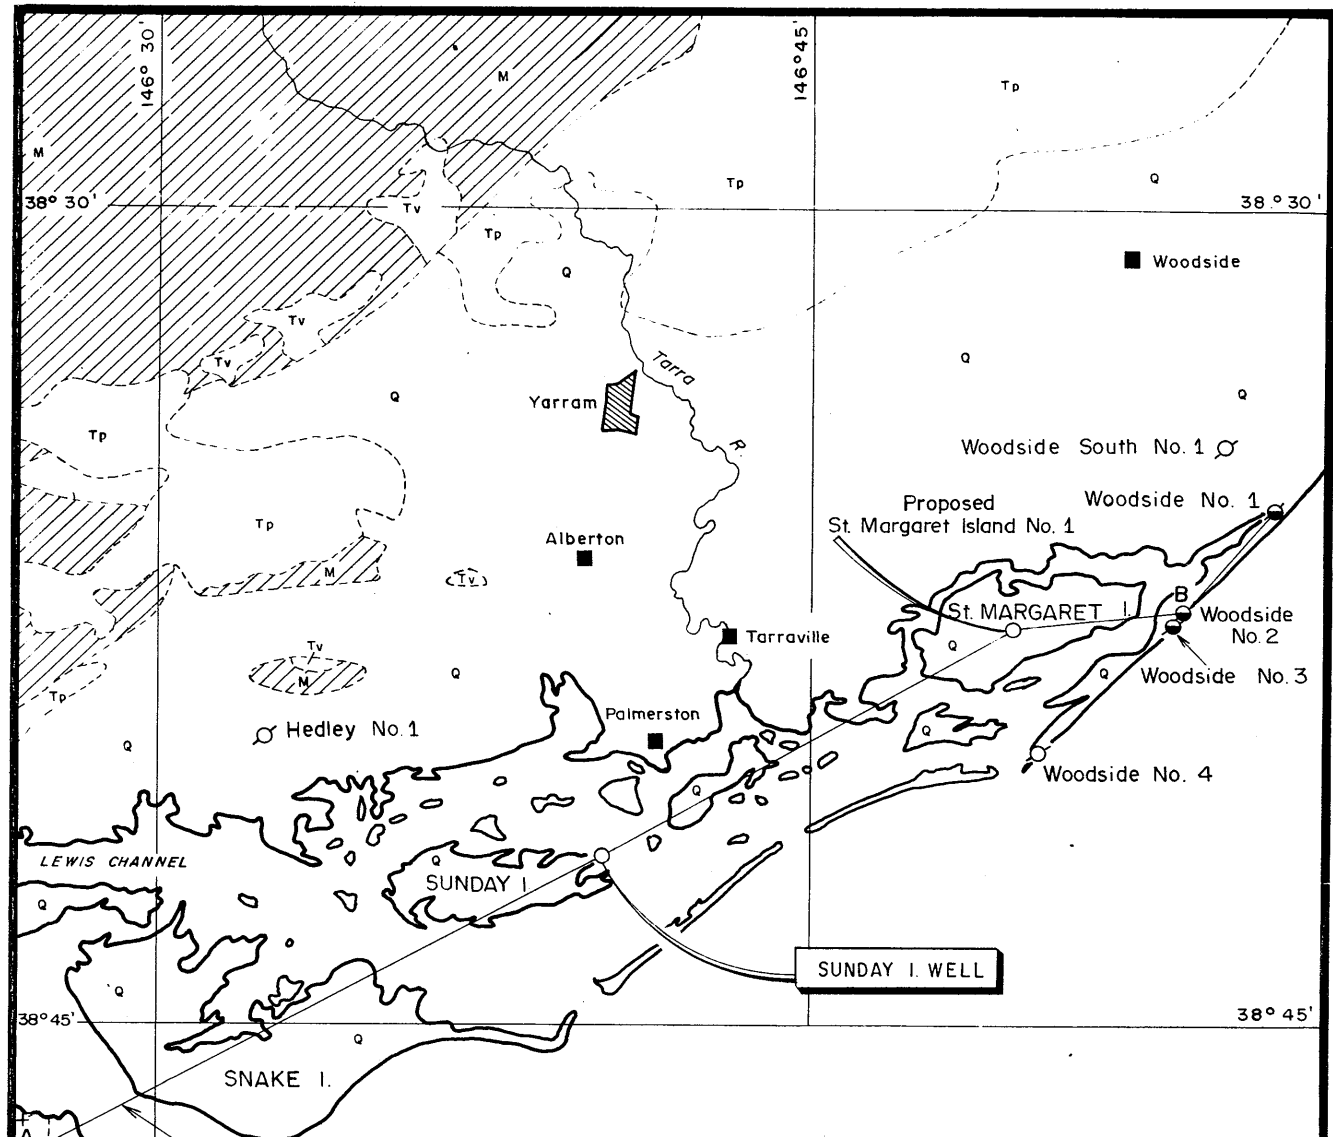 146° 30'
146°45'
M
Tp
M
Tp
Q
38° 30'
Tv
38° 30'
Tp
Q
Woodside
Tv
Tv
Q
Tarra
R.
Q
Yarram
Q
Tp
Woodside South No. 1
Woodside No. 1
Proposed
St. Margaret Island No. 1
Tp
Alberton
M
Tv
B
St. MARGARET I.
Woodside
No. 2
Tarraville
Tv
Q
Q
M
Q
Woodside No. 3
Tp
Palmerston
Hedley No. 1
Q
Q
Woodside No. 4
Q
LEWIS CHANNEL
Q
SUNDAY I.
Q
SUNDAY I. WELL
Q
38° 45'
38° 45'
Q
SNAKE I.
A